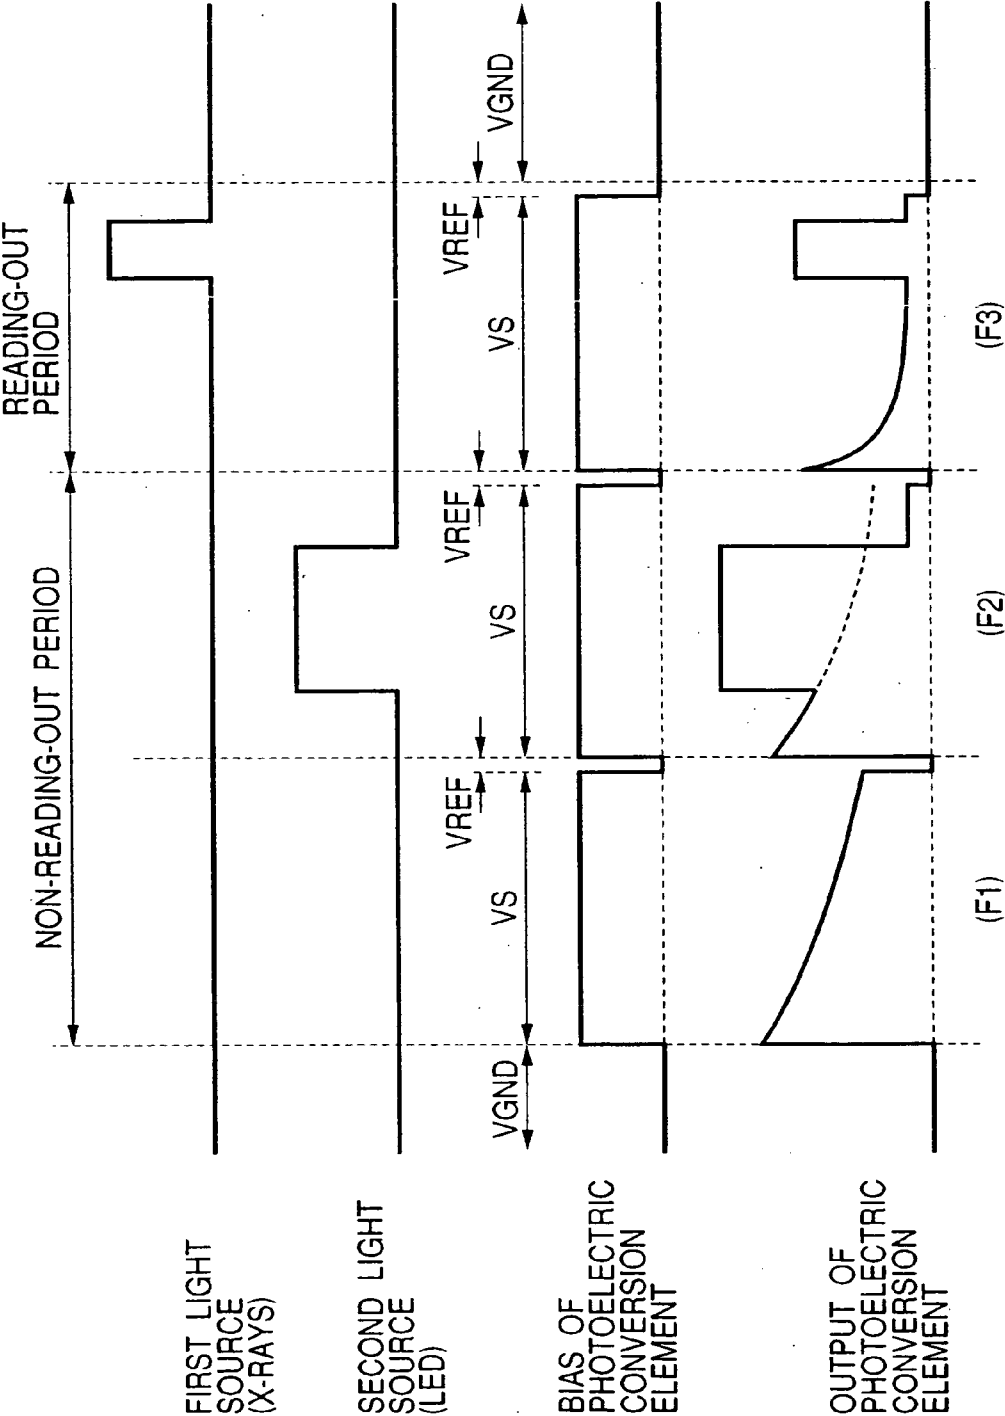 READING-OUT
PERIOD
NON-READING-OUT PERIOD
FIRST LIGHT
SOURCE
(X-RAYS)
SECOND LIGHT
SOURCE
(LED)
VREF
VREF
VREF
VGND
VS
VS
VS
VGND
BIAS OF
PHOTOELECTRIC
CONVERSION
ELEMENT
OUTPUT OF
PHOTOELECTRIC
CONVERSION
ELEMENT
(F1)
(F2)
(F3)